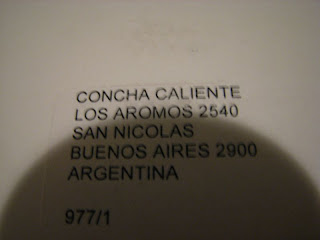 CONCHA CALIENTE
LOS AROMOS 2540
SAN NICOLAS
BUENOS AIRES 2900
ARGENTINA
977/1